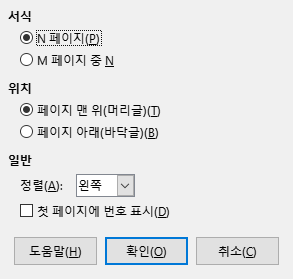 서식
N 페이지(P)
M 페이지 중 N
위치
페이지 맨 위(머리글)(T)
페이지 아래(바닥글)(B)
일반
정렬(A): 왼쪽
첫 페이지에 번호 표시(D)
도움말(H) 확인(O) 취소(C)